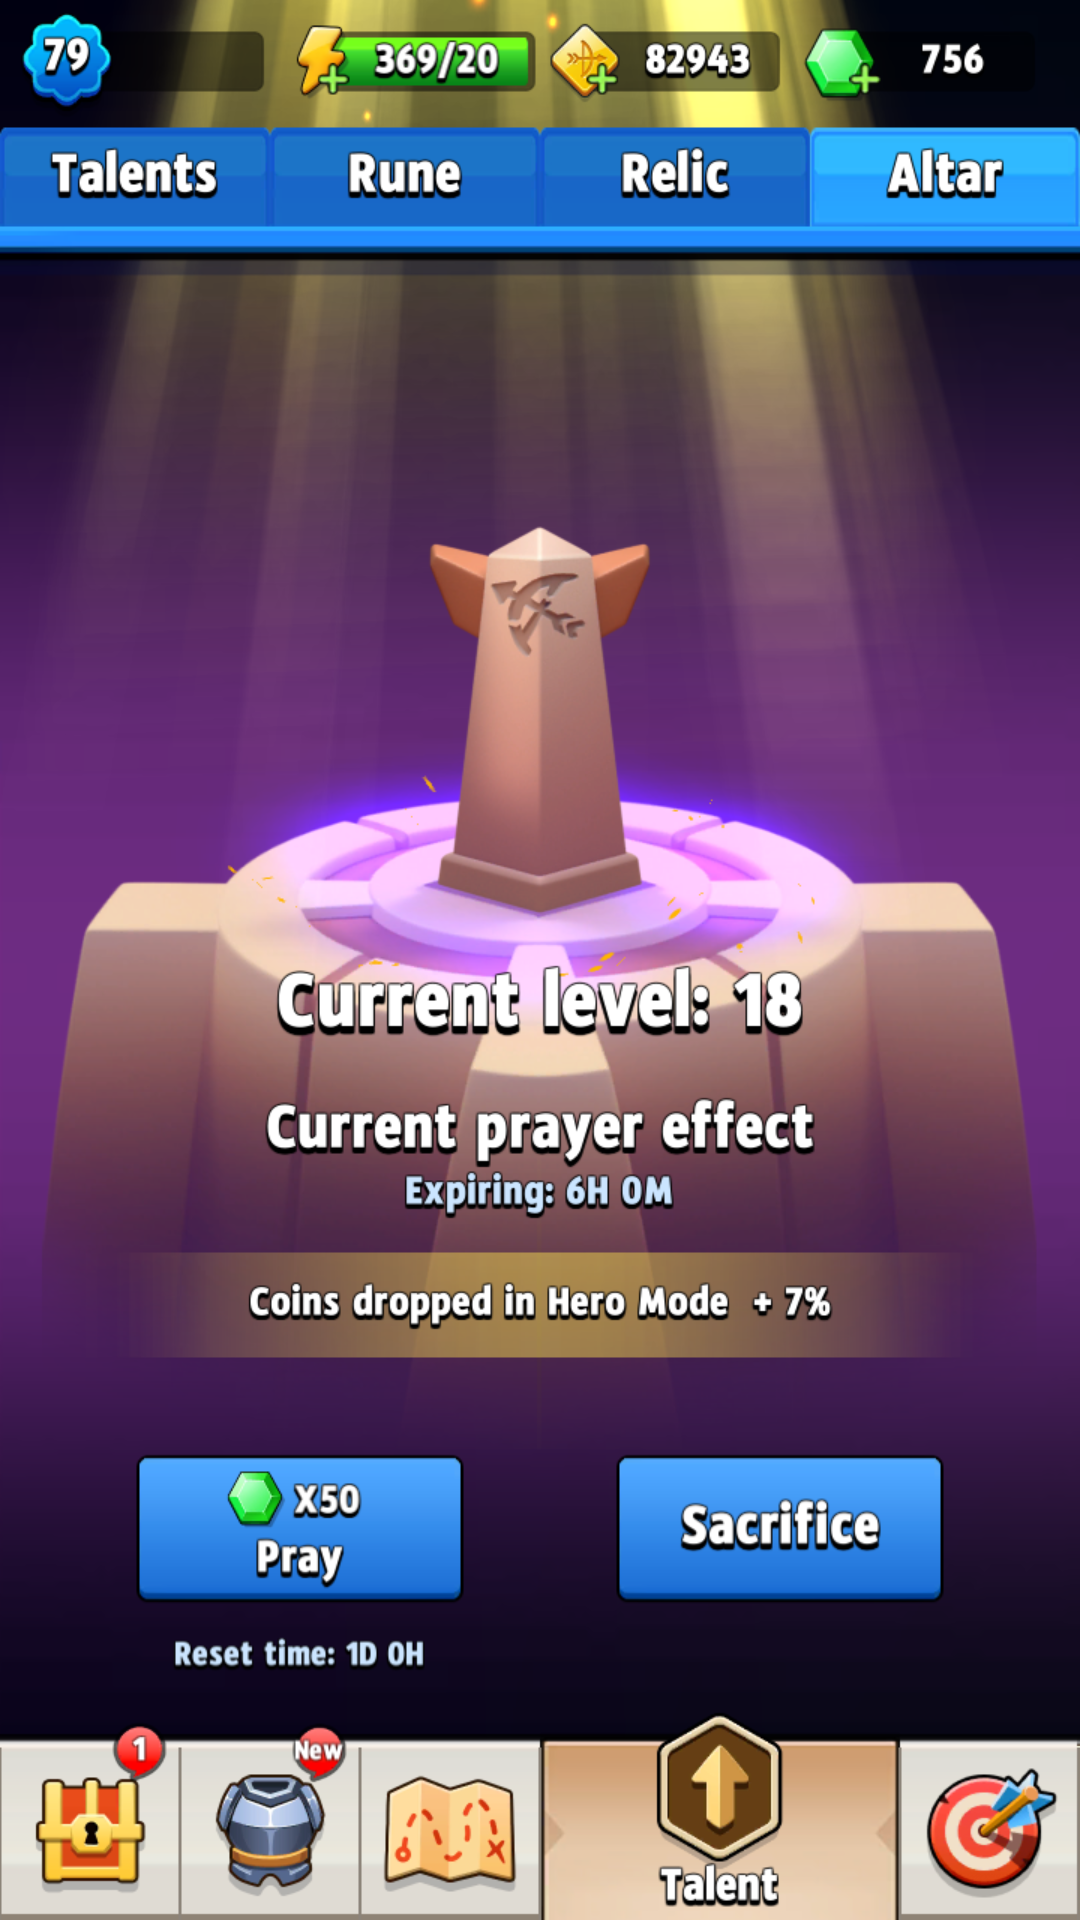 79
369/20
82943
756
Talents
Rune
Relic
Altar
Current level: 18
Current prayer effect
Expiring: 6H 0M
Coins dropped in Hero Mode + 7%
X50
Pray
Sacrifice
Reset time: 1D 0H
1
New
Talent